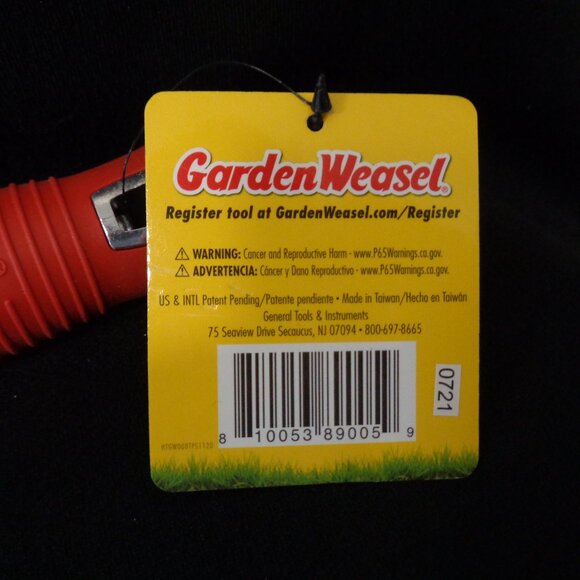 GardenWeasel®
Register tool at GardenWeasel.com/Register
⚠ WARNING: Cancer and Reproductive Harm - www.P65Warnings.ca.gov.
⚠ ADVERTENCIA: Cáncer y Dano Reproductivo - www.P65Warnings.ca.gov.
US & INTL Patent Pending/Patente pendiente • Made in Taiwan/Hecho en Taiwán
General Tools & Instruments
75 Seaview Drive Secaucus, NJ 07094 • 800-697-8665
0721
8 10053 89005 9